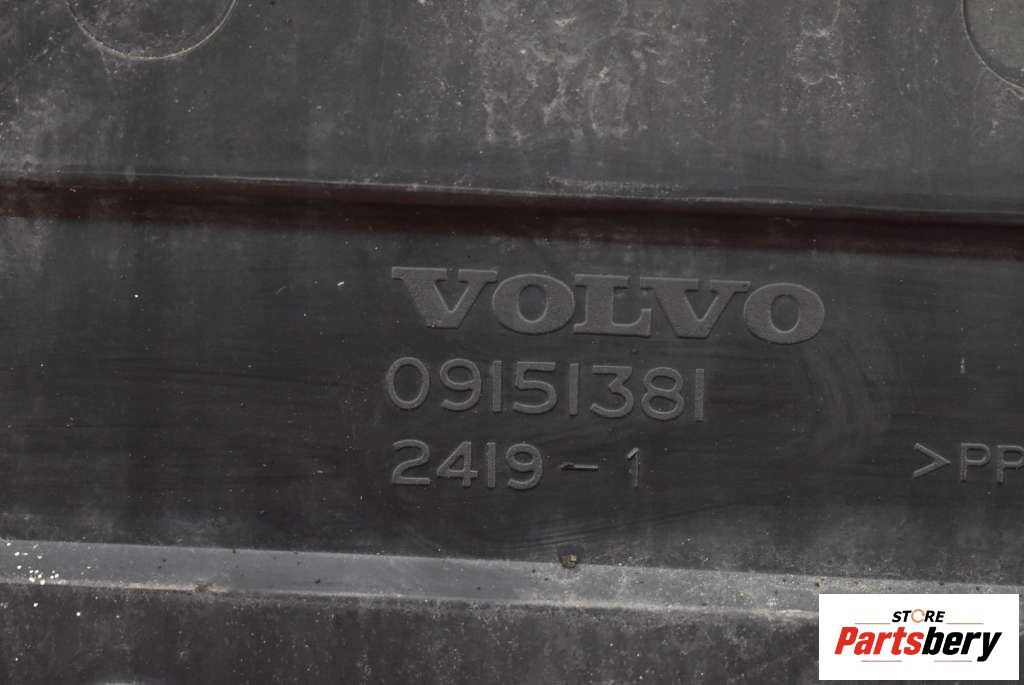 VOLVO
09151381
2419-1
>PP
STORE
Partsbery